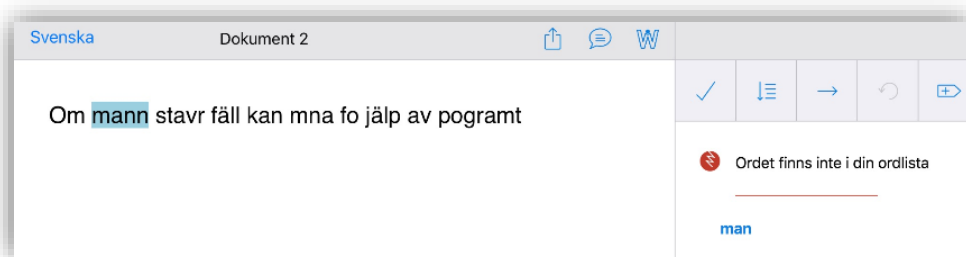 Svenska Dokument 2
Om mann stavr fäll kan mna fo jälp av pogramt
Ordet finns inte i din ordlista
man